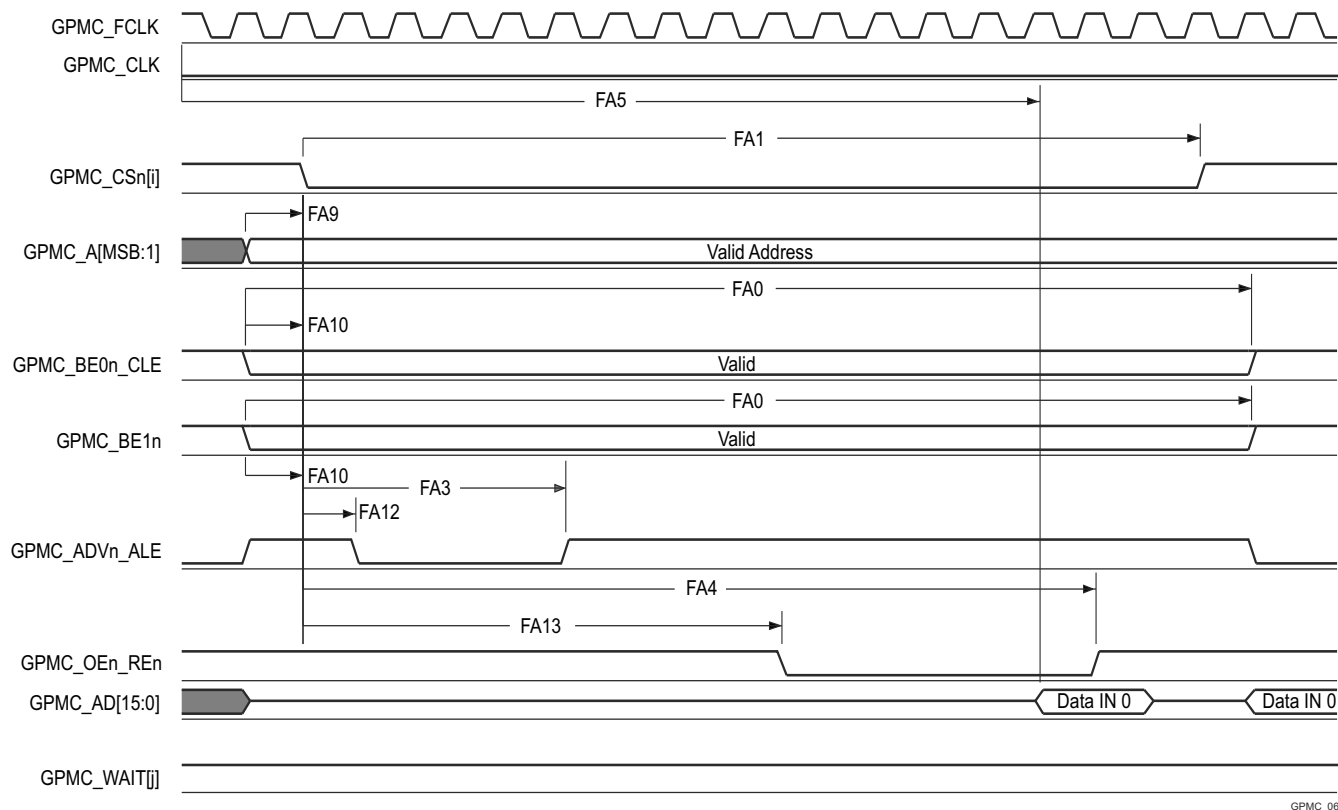 GPMC_FCLK
GPMC_CLK
FA5
FA1
GPMC_CSn[i]
FA9
GPMC_A[MSB:1]
Valid Address
FA0
FA10
GPMC_BE0n_CLE
Valid
FA0
GPMC_BE1n
Valid
FA10
FA3
FA12
GPMC_ADVn_ALE
FA4
FA13
GPMC_OEn_REn
GPMC_AD[15:0]
Data IN 0
Data IN 0
GPMC_WAIT[j]
GPMC_06